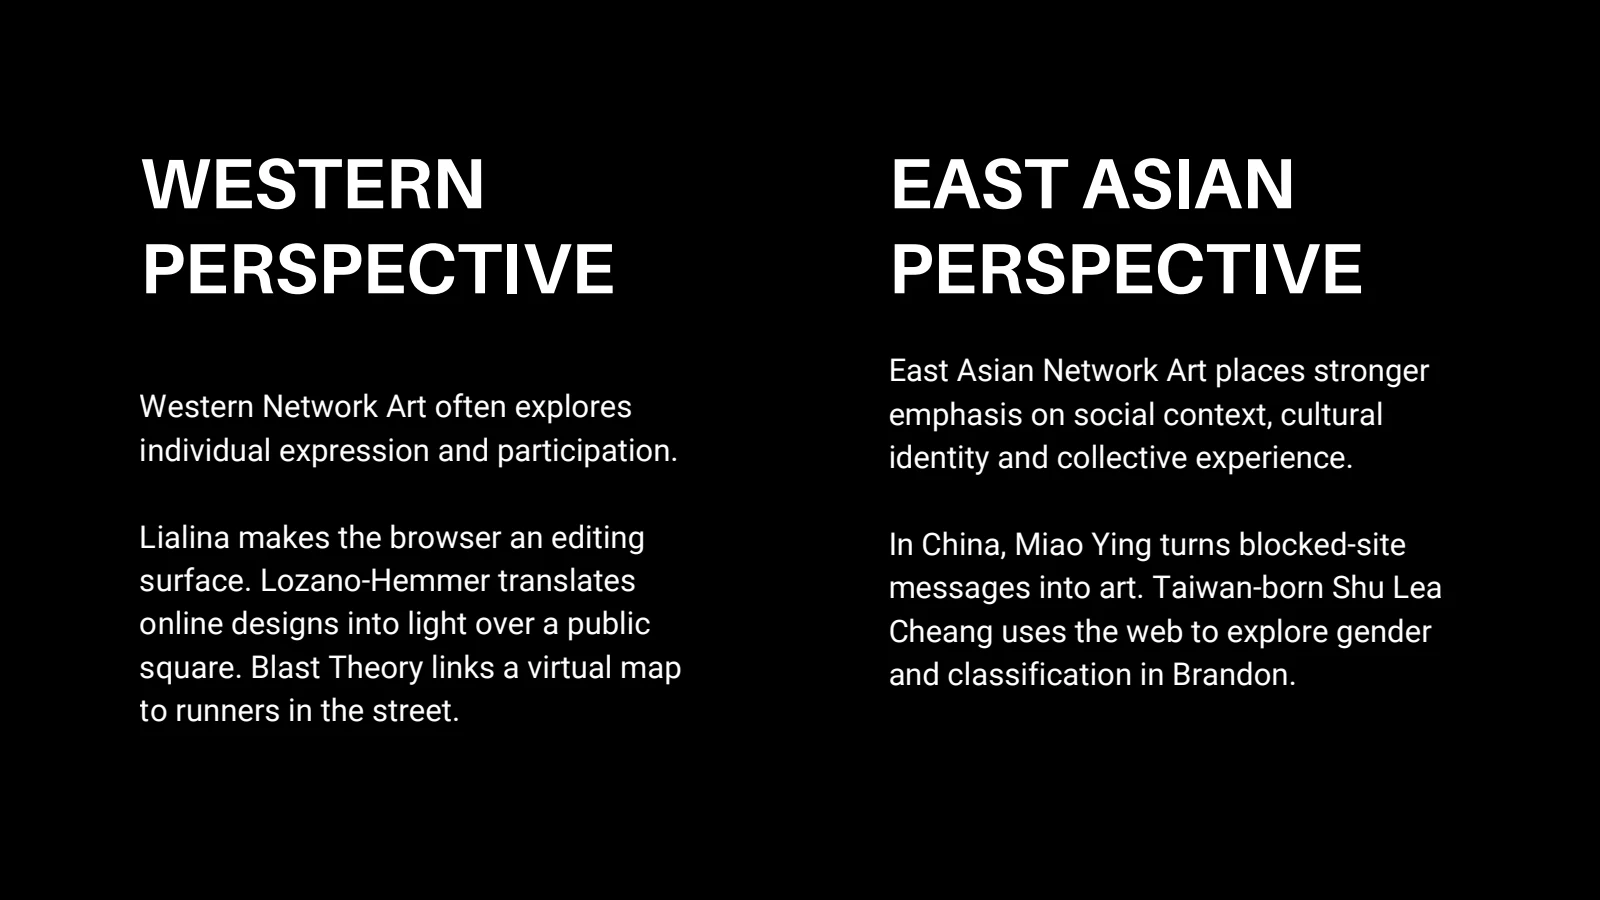 WESTERN
PERSPECTIVE
Western Network Art often explores
individual expression and participation.
Lialina makes the browser an editing
surface. Lozano-Hemmer translates
online designs into light over a public
square. Blast Theory links a virtual map
to runners in the street.
EAST ASIAN
PERSPECTIVE
East Asian Network Art places stronger
emphasis on social context, cultural
identity and collective experience.
In China, Miao Ying turns blocked-site
messages into art. Taiwan-born Shu Lea
Cheang uses the web to explore gender
and classification in Brandon.